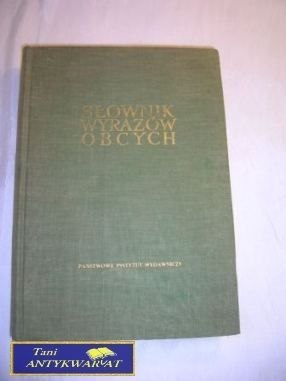 SŁOWNIK
WYRAZÓW
OBCYCH
PAŃSTWOWY INSTYTUT WYDAWNICZY
Tani
ANTYKWARIAT